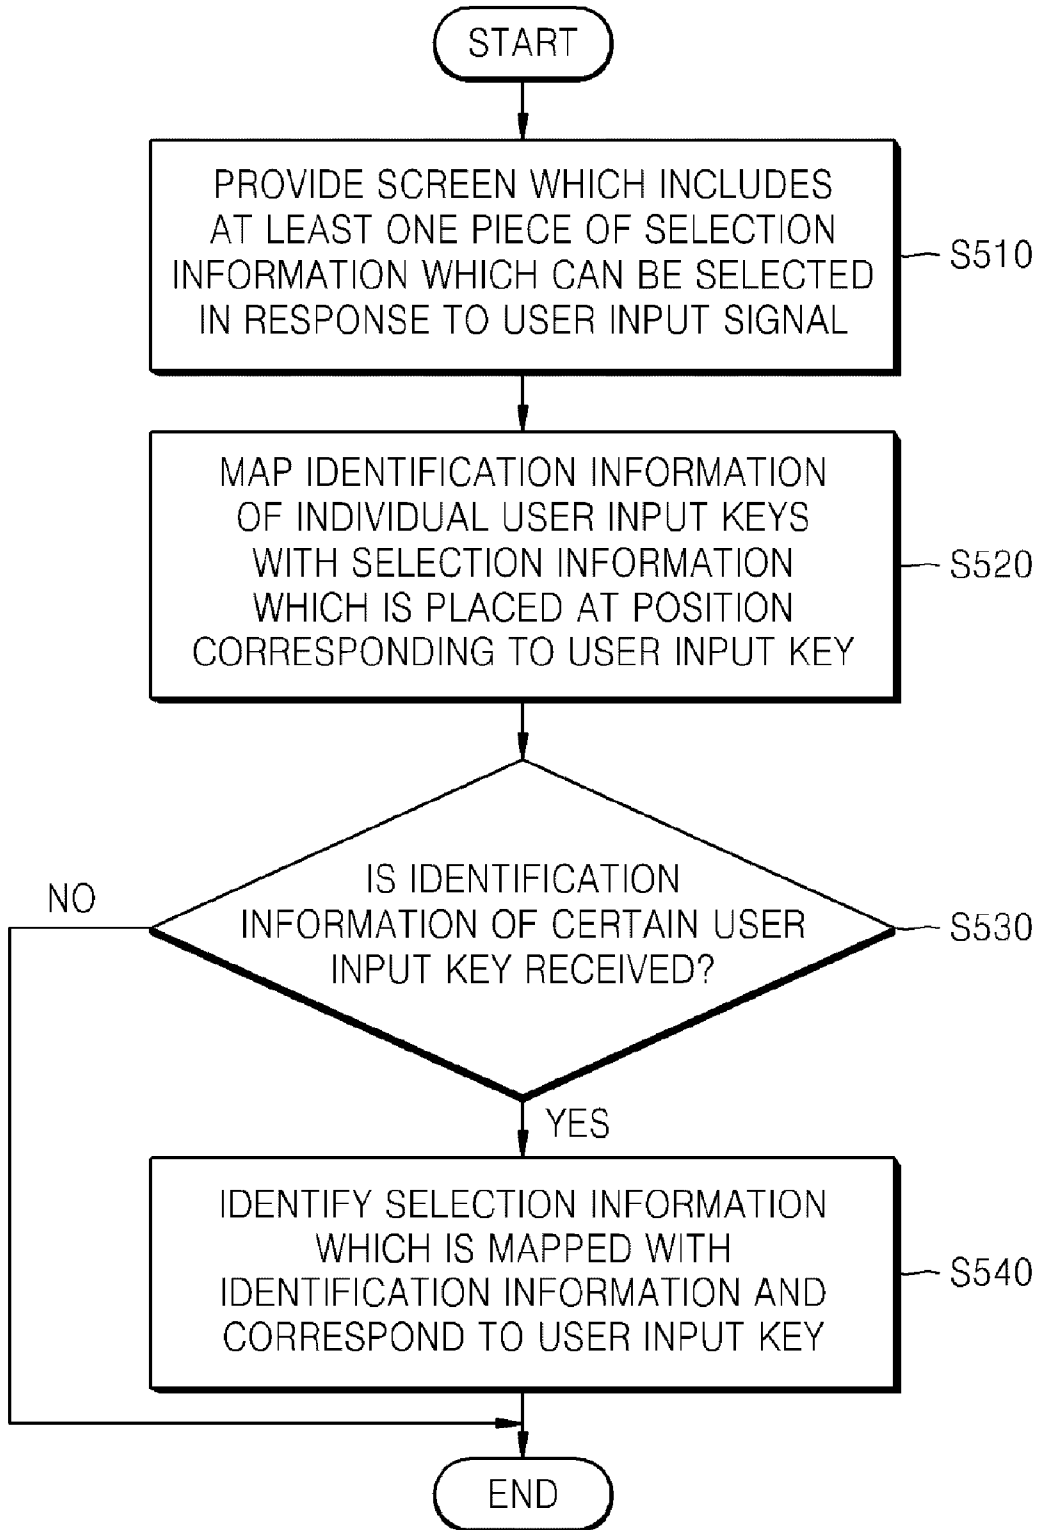 START
PROVIDE SCREEN WHICH INCLUDES
AT LEAST ONE PIECE OF SELECTION
INFORMATION WHICH CAN BE SELECTED
IN RESPONSE TO USER INPUT SIGNAL
S510
MAP IDENTIFICATION INFORMATION
OF INDIVIDUAL USER INPUT KEYS
WITH SELECTION INFORMATION
WHICH IS PLACED AT POSITION
CORRESPONDING TO USER INPUT KEY
S520
IS IDENTIFICATION
INFORMATION OF CERTAIN USER
INPUT KEY RECEIVED?
S530
NO
YES
IDENTIFY SELECTION INFORMATION
WHICH IS MAPPED WITH
IDENTIFICATION INFORMATION AND
CORRESPOND TO USER INPUT KEY
S540
END